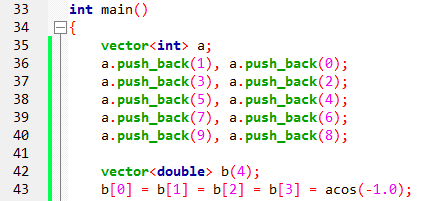 33 int main()
34 {
35 vector<int> a;
36 a.push_back(1), a.push_back(0);
37 a.push_back(3), a.push_back(2);
38 a.push_back(5), a.push_back(4);
39 a.push_back(7), a.push_back(6);
40 a.push_back(9), a.push_back(8);
41
42 vector<double> b(4);
43 b[0] = b[1] = b[2] = b[3] = acos(-1.0);